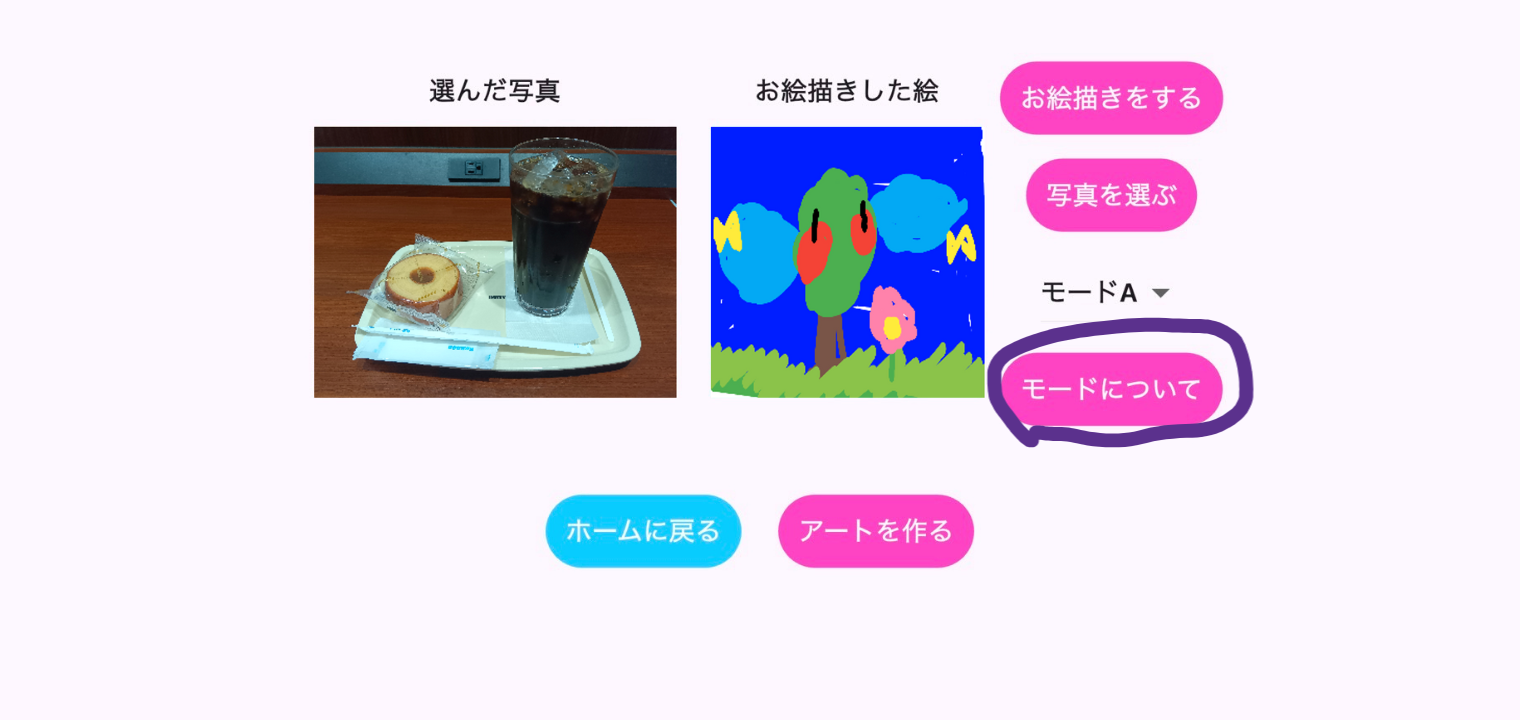 選んだ写真
お絵描きした絵
お絵描きをする
写真を選ぶ
モードA
モードについて
ホームに戻る
アートを作る